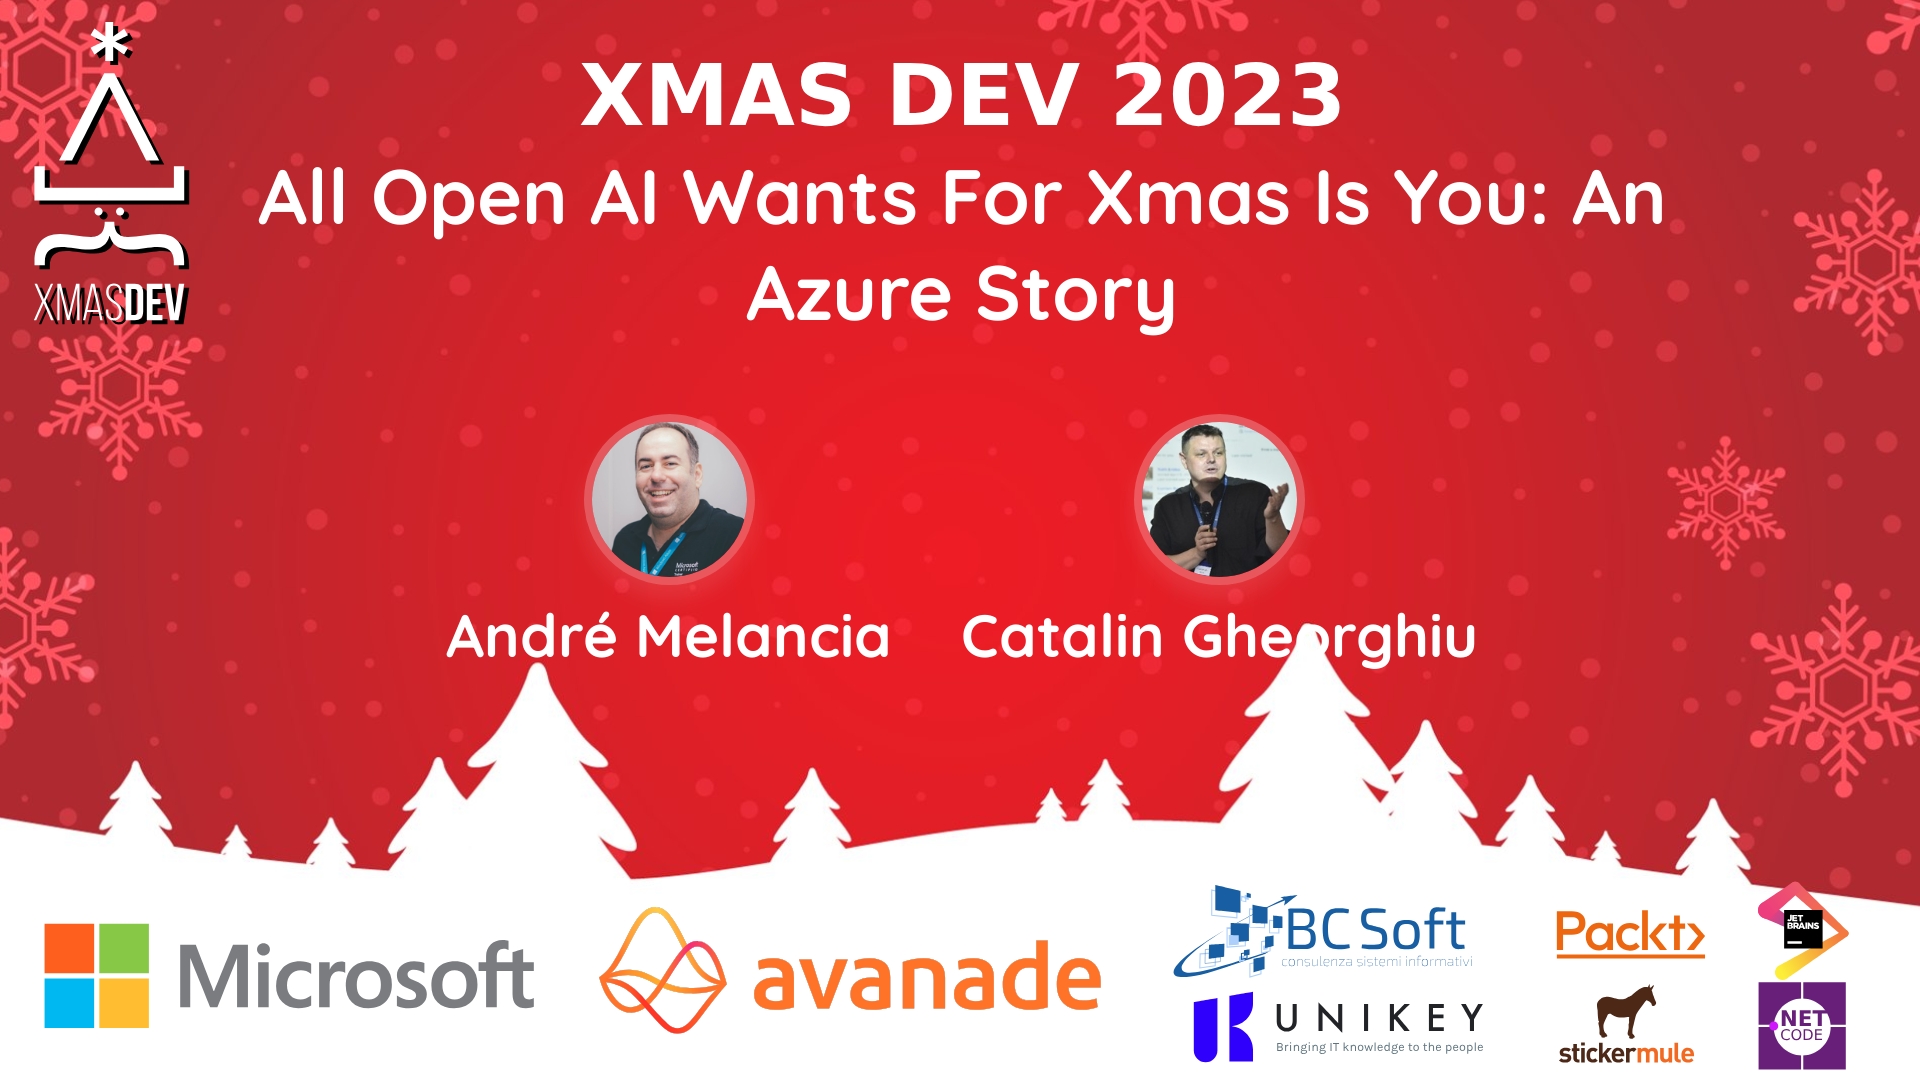 XMAS DEV 2023
All Open AI Wants For Xmas Is You: An
Azure Story
XMASDEV
Microsoft
André Melancia
Catalin Gheorghiu
Microsoft
avanade
BC Soft
consulenza sistemi informativi
UNIKEY
Bringing IT knowledge to the people
Packt>
stickermule
JET
BRAINS
NET
CODE